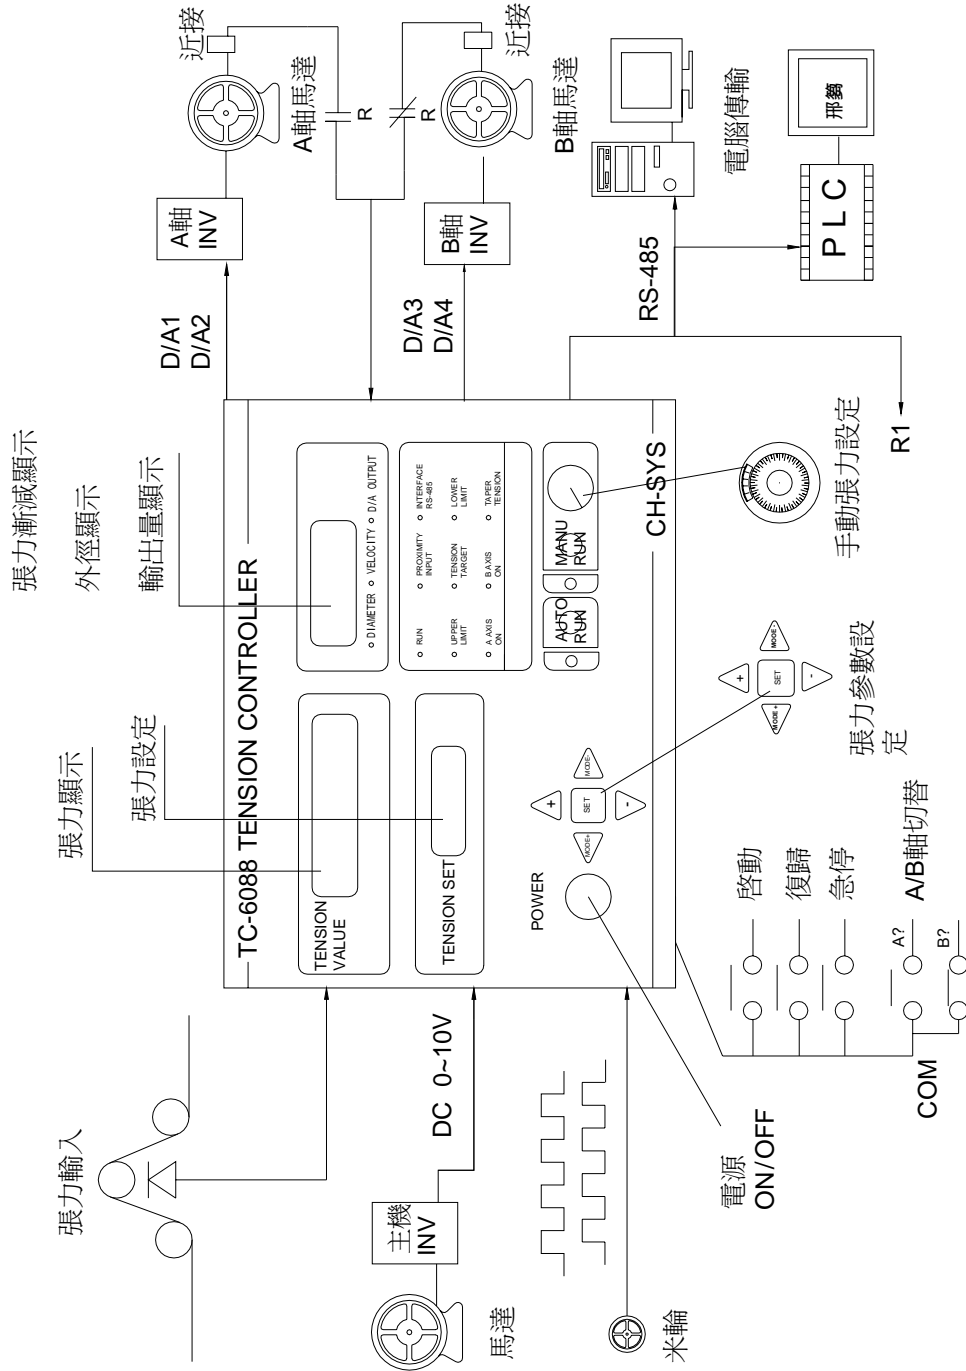 張力漸減顯示
外徑顯示
輸出量顯示
張力顯示
張力設定
張力輸入
TC-6088 TENSION CONTROLLER
TENSION
VALUE
TENSION SET
DIAMETER
VELOCITY
D/A OUTPUT
RUN
PROXIMITY
INPUT
INTERFACE
RS-485
UPPER
LIMIT
TENSION
TARGET
LOWER
LIMIT
A AXIS
ON
B AXIS
ON
TAPER
TENSION
AUTO
RUN
MANU
RUN
POWER
+
MODE+
SET
MODE-
-
CH-SYS
主機
INV
馬達
DC 0~10V
米輪
電源
ON/OFF
D/A1
D/A2
A軸
INV
近接
A軸馬達
R
R
D/A3
D/A4
B軸
INV
近接
B軸馬達
RS-485
電腦傳輸
PLC
R1
手動張力設定
+
MODE+
SET
MODE-
-
張力參數設
定
啓動
復歸
急停
A/B軸切替
A?
B?
COM